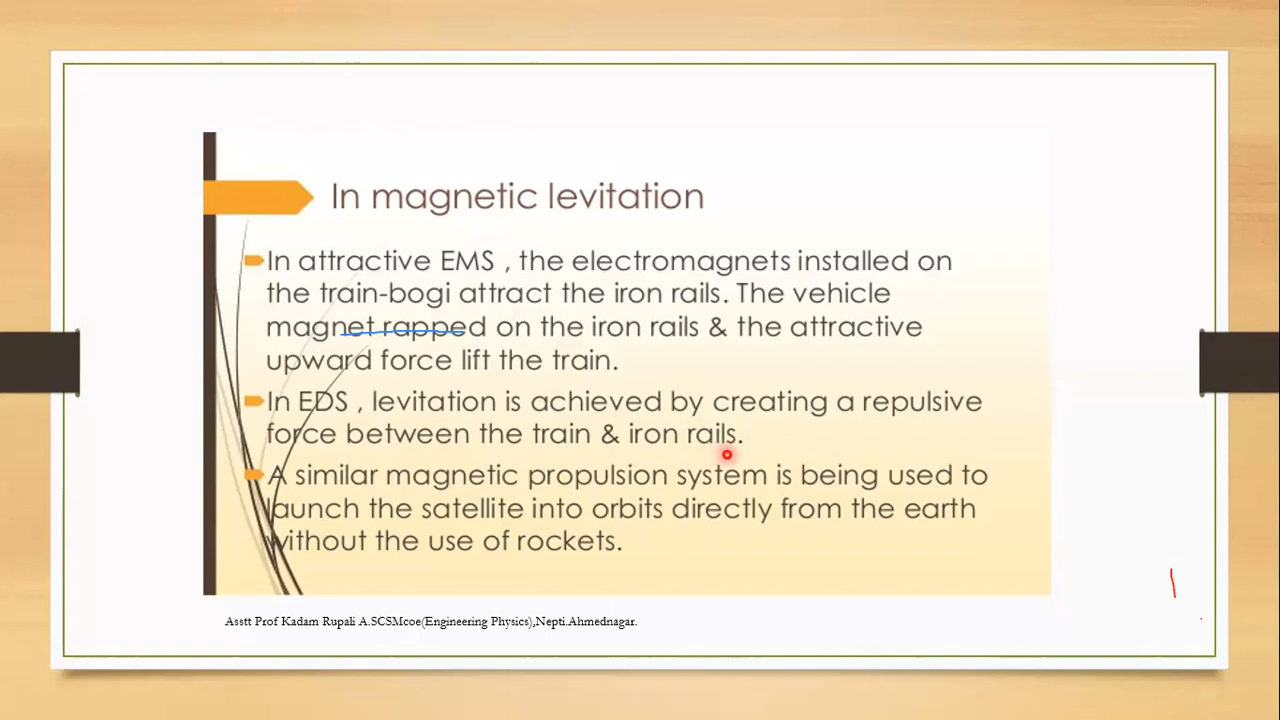 In magnetic levitation
In attractive EMS , the electromagnets installed on
the train-bogi attract the iron rails. The vehicle
magnet rapped on the iron rails & the attractive
upward force lift the train.
In EDS , levitation is achieved by creating a repulsive
force between the train & iron rails.
A similar magnetic propulsion system is being used to
launch the satellite into orbits directly from the earth
without the use of rockets.
Asstt Prof Kadam Rupali A.SCSMcoe(Engineering Physics),Nepti.Ahmednagar.